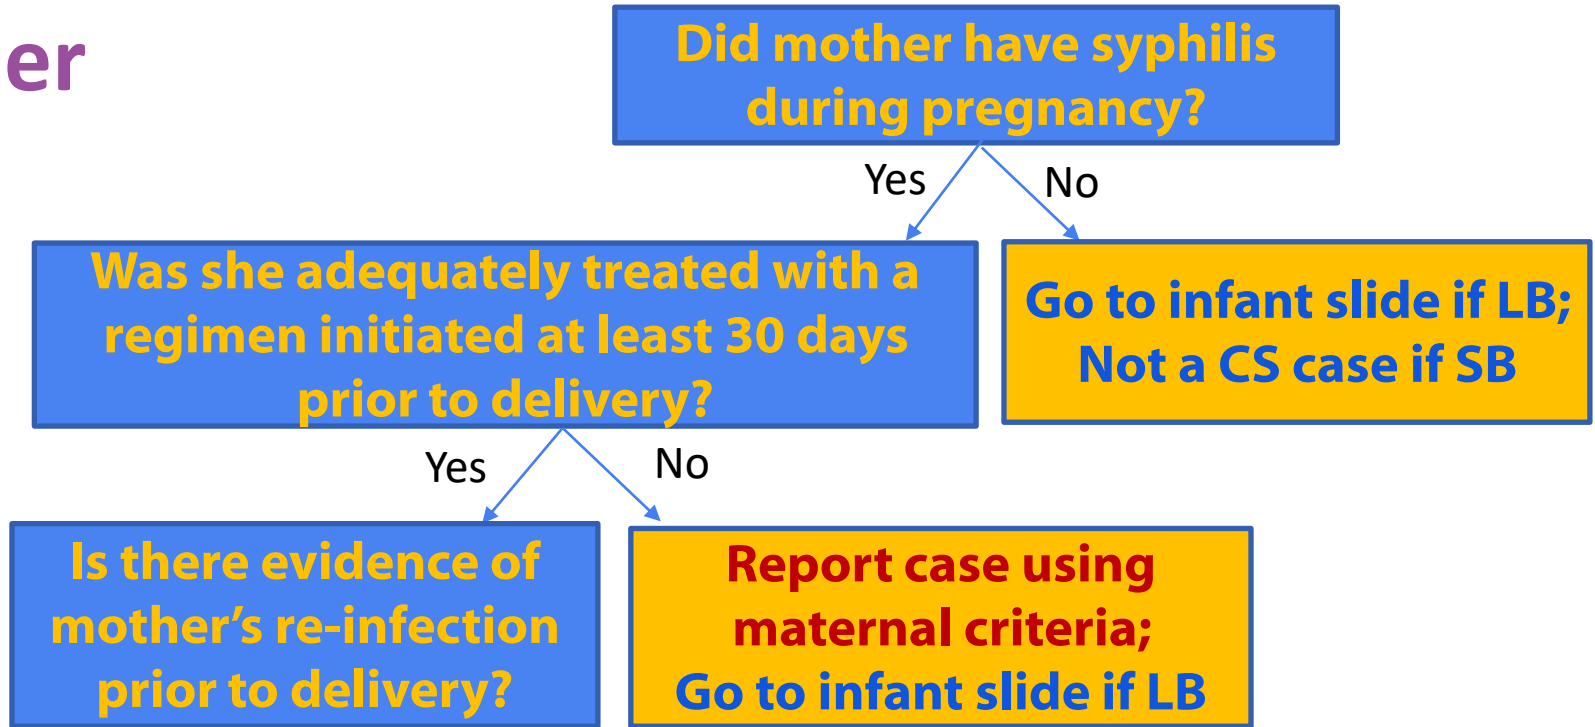 er
Did mother have syphilis
during pregnancy?
Yes
No
Was she adequately treated with a
regimen initiated at least 30 days
prior to delivery?
Go to infant slide if LB;
Not a CS case if SB
Yes
No
Is there evidence of
mother’s re-infection
prior to delivery?
Report case using
maternal criteria;
Go to infant slide if LB